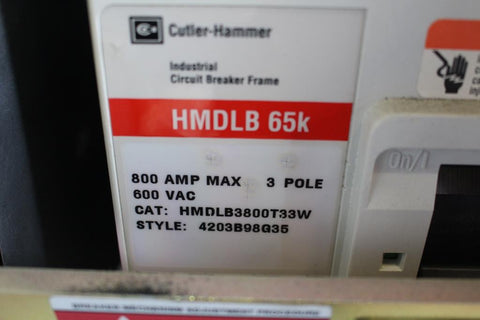 Cutler-Hammer
Industrial
Circuit Breaker Frame
HMDLB 65k
800 AMP MAX 3 POLE
600 VAC
CAT: HMDLB3800T33W
STYLE: 4203B98G35
On/I